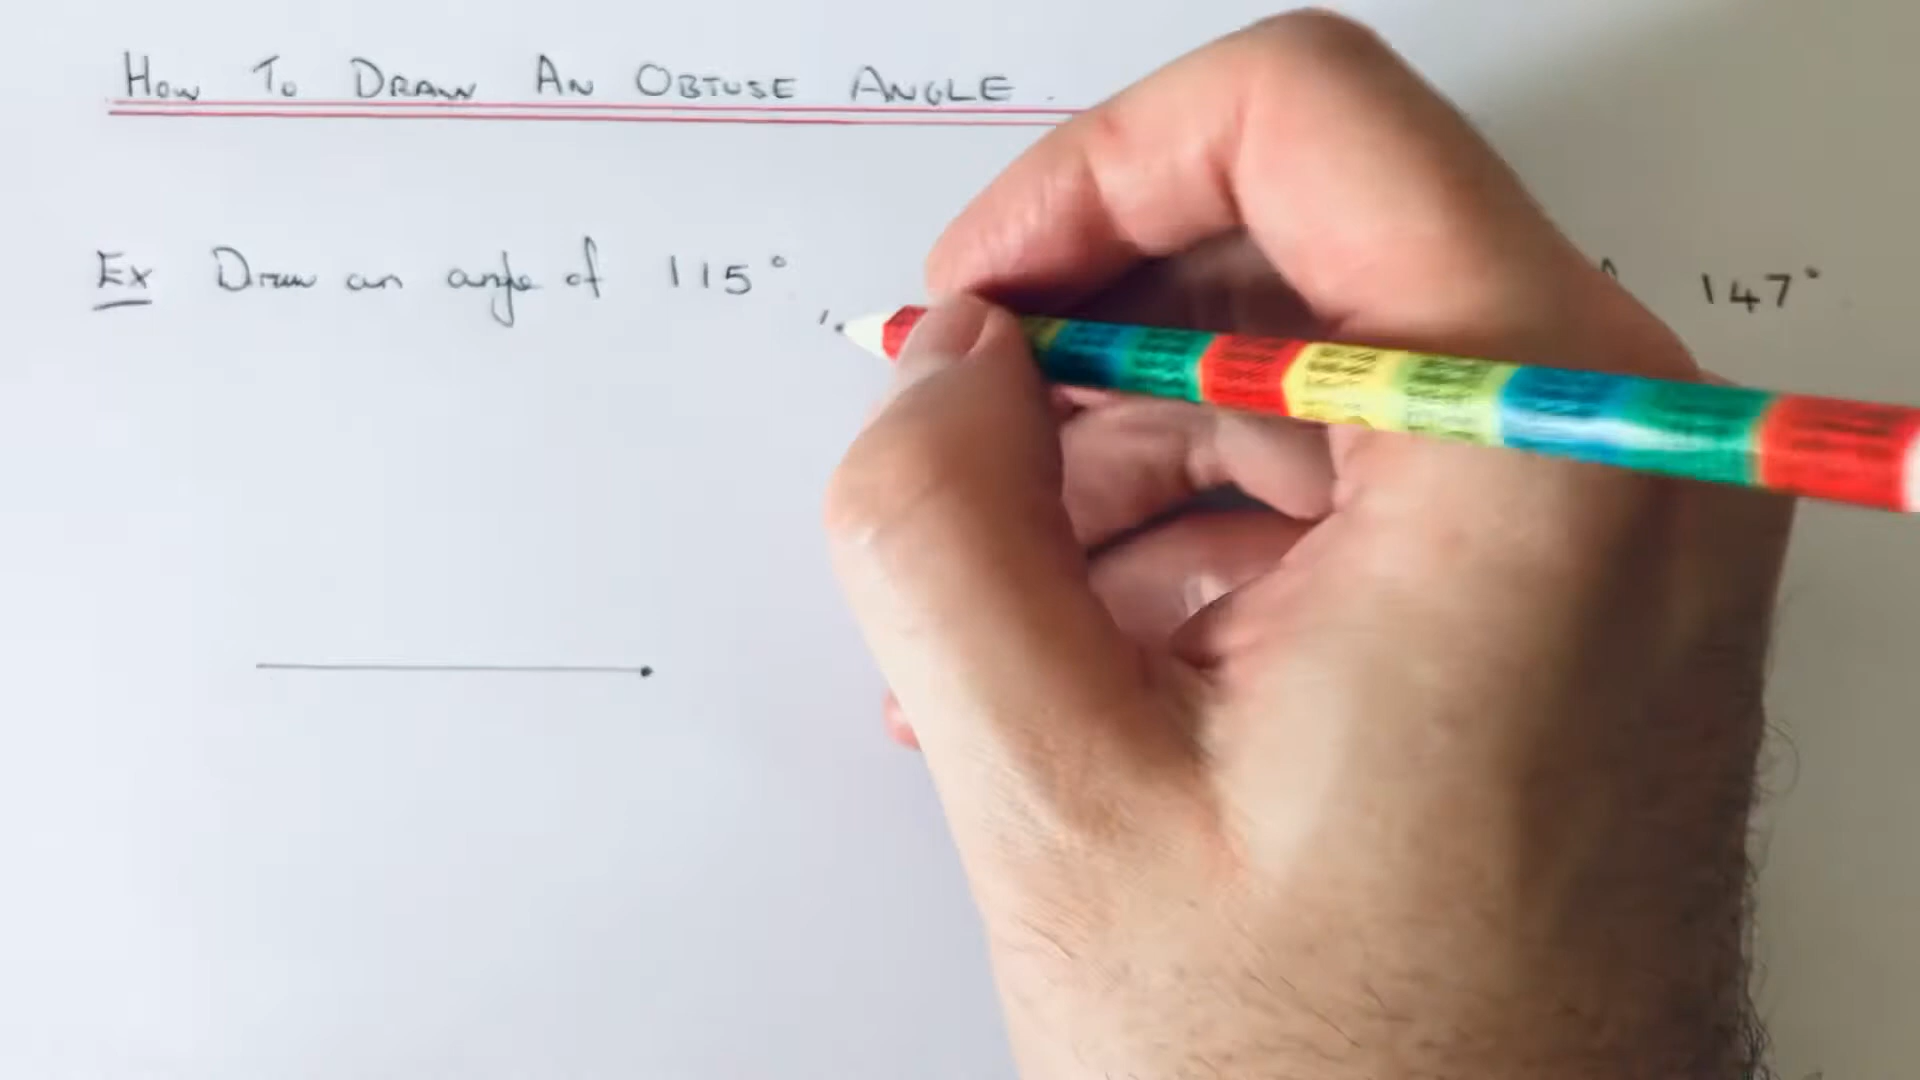 How To Draw An Obtuse Angle.
Ex Draw an angle of 115°
147°